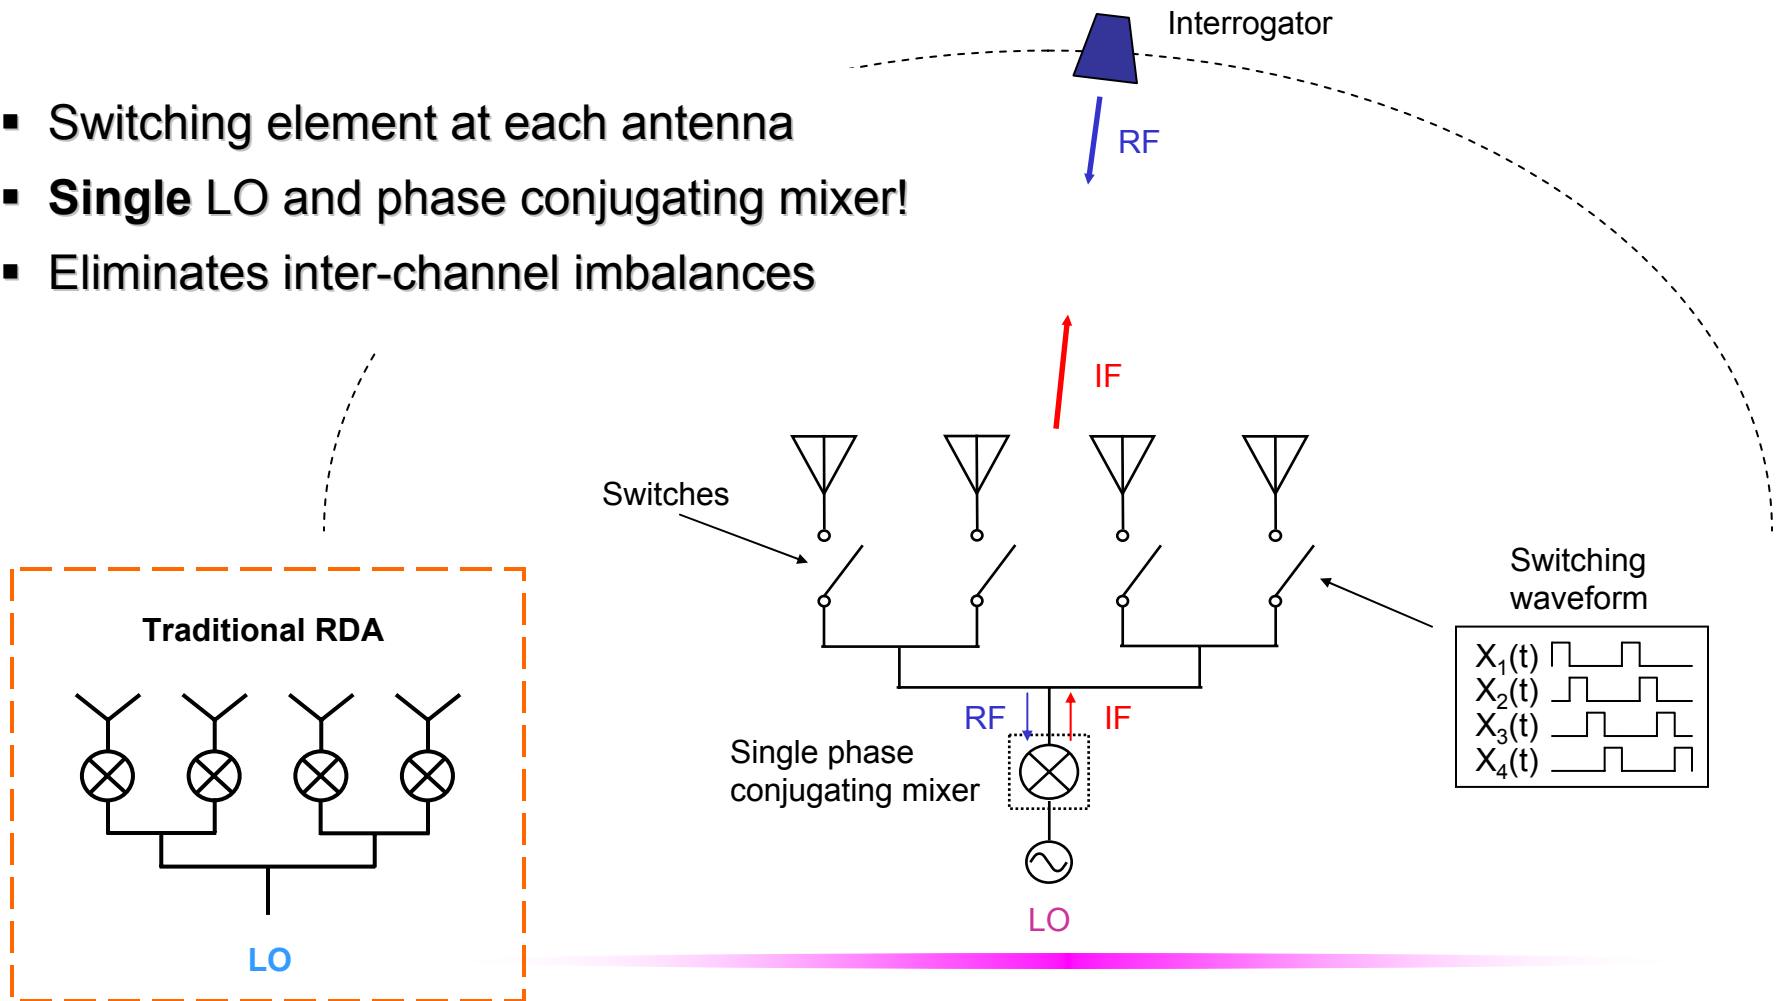 Interrogator
RF
▪ Switching element at each antenna
▪ Single LO and phase conjugating mixer!
▪ Eliminates inter-channel imbalances
IF
Switches
Switching
waveform
X₁(t)
X₂(t)
X₃(t)
X₄(t)
RF
IF
Single phase
conjugating mixer
LO
Traditional RDA
LO